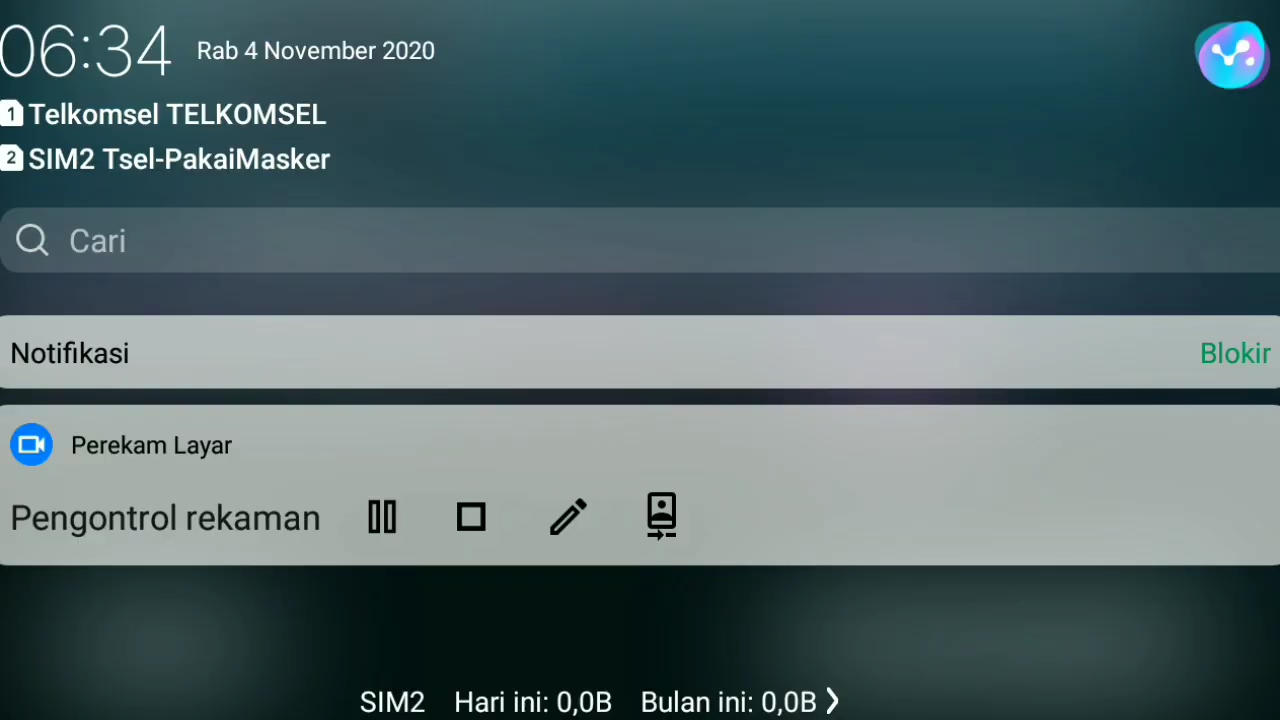 06:34 Rab 4 November 2020
1 Telkomsel TELKOMSEL
2 SIM2 Tsel-PakaiMasker
Cari
Notifikasi Blokir
Perekam Layar
Pengontrol rekaman
SIM2 Hari ini: 0,0B Bulan ini: 0,0B